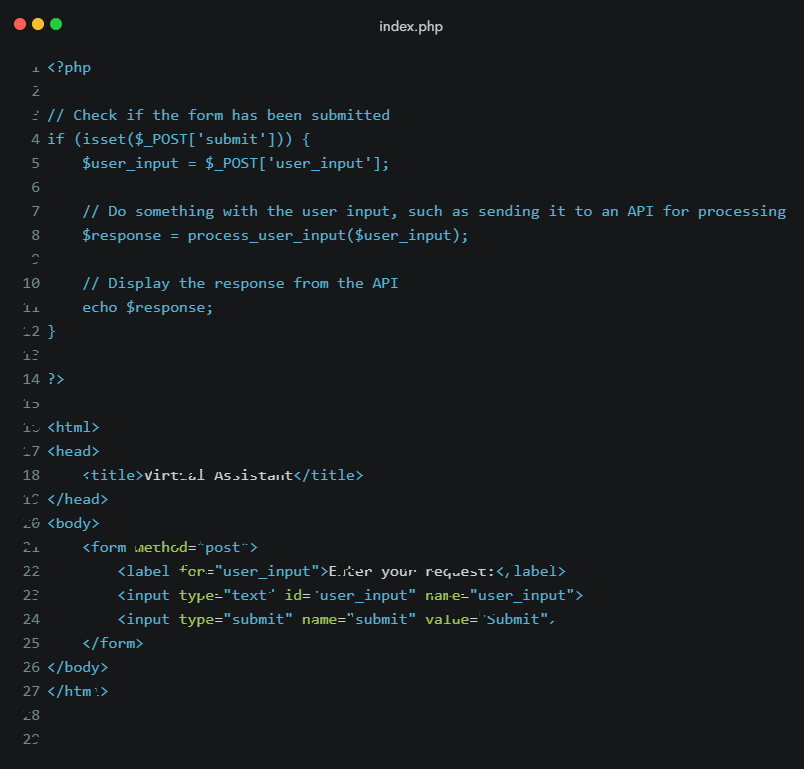 index.php
1 <?php
2
3 // Check if the form has been submitted
4 if (isset($_POST['submit'])) {
5     $user_input = $_POST['user_input'];
6
7     // Do something with the user input, such as sending it to an API for processing
8     $response = process_user_input($user_input);
9
10     // Display the response from the API
11     echo $response;
12 }
13
14 ?>
15
16 <html>
17 <head>
18     <title>Virtual Assistant</title>
19 </head>
20 <body>
21     <form method="post">
22         <label for="user_input">Enter your request:</label>
23         <input type="text" id="user_input" name="user_input">
24         <input type="submit" name="submit" value="Submit">
25     </form>
26 </body>
27 </html>
28
29